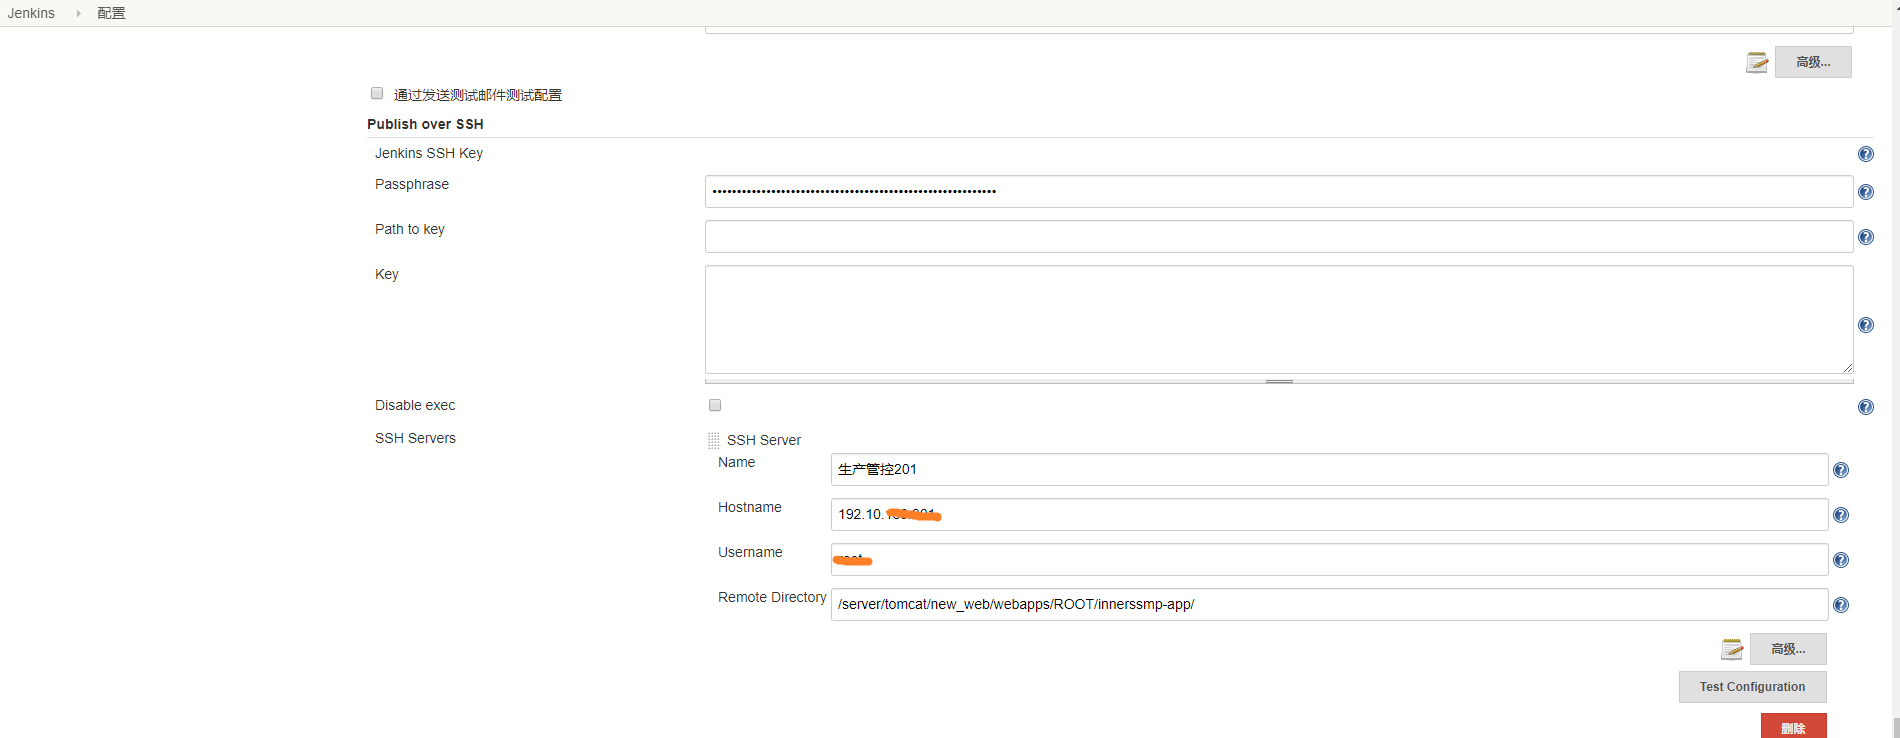 Jenkins 配置
高级...
通过发送测试邮件测试配置
Publish over SSH
Jenkins SSH Key
Passphrase
Path to key
Key
Disable exec
SSH Servers
SSH Server
Name 生产管控201
Hostname 192.10.
Username
Remote Directory /server/tomcat/new_web/webapps/ROOT/innerssmp-app/
高级...
Test Configuration
删除